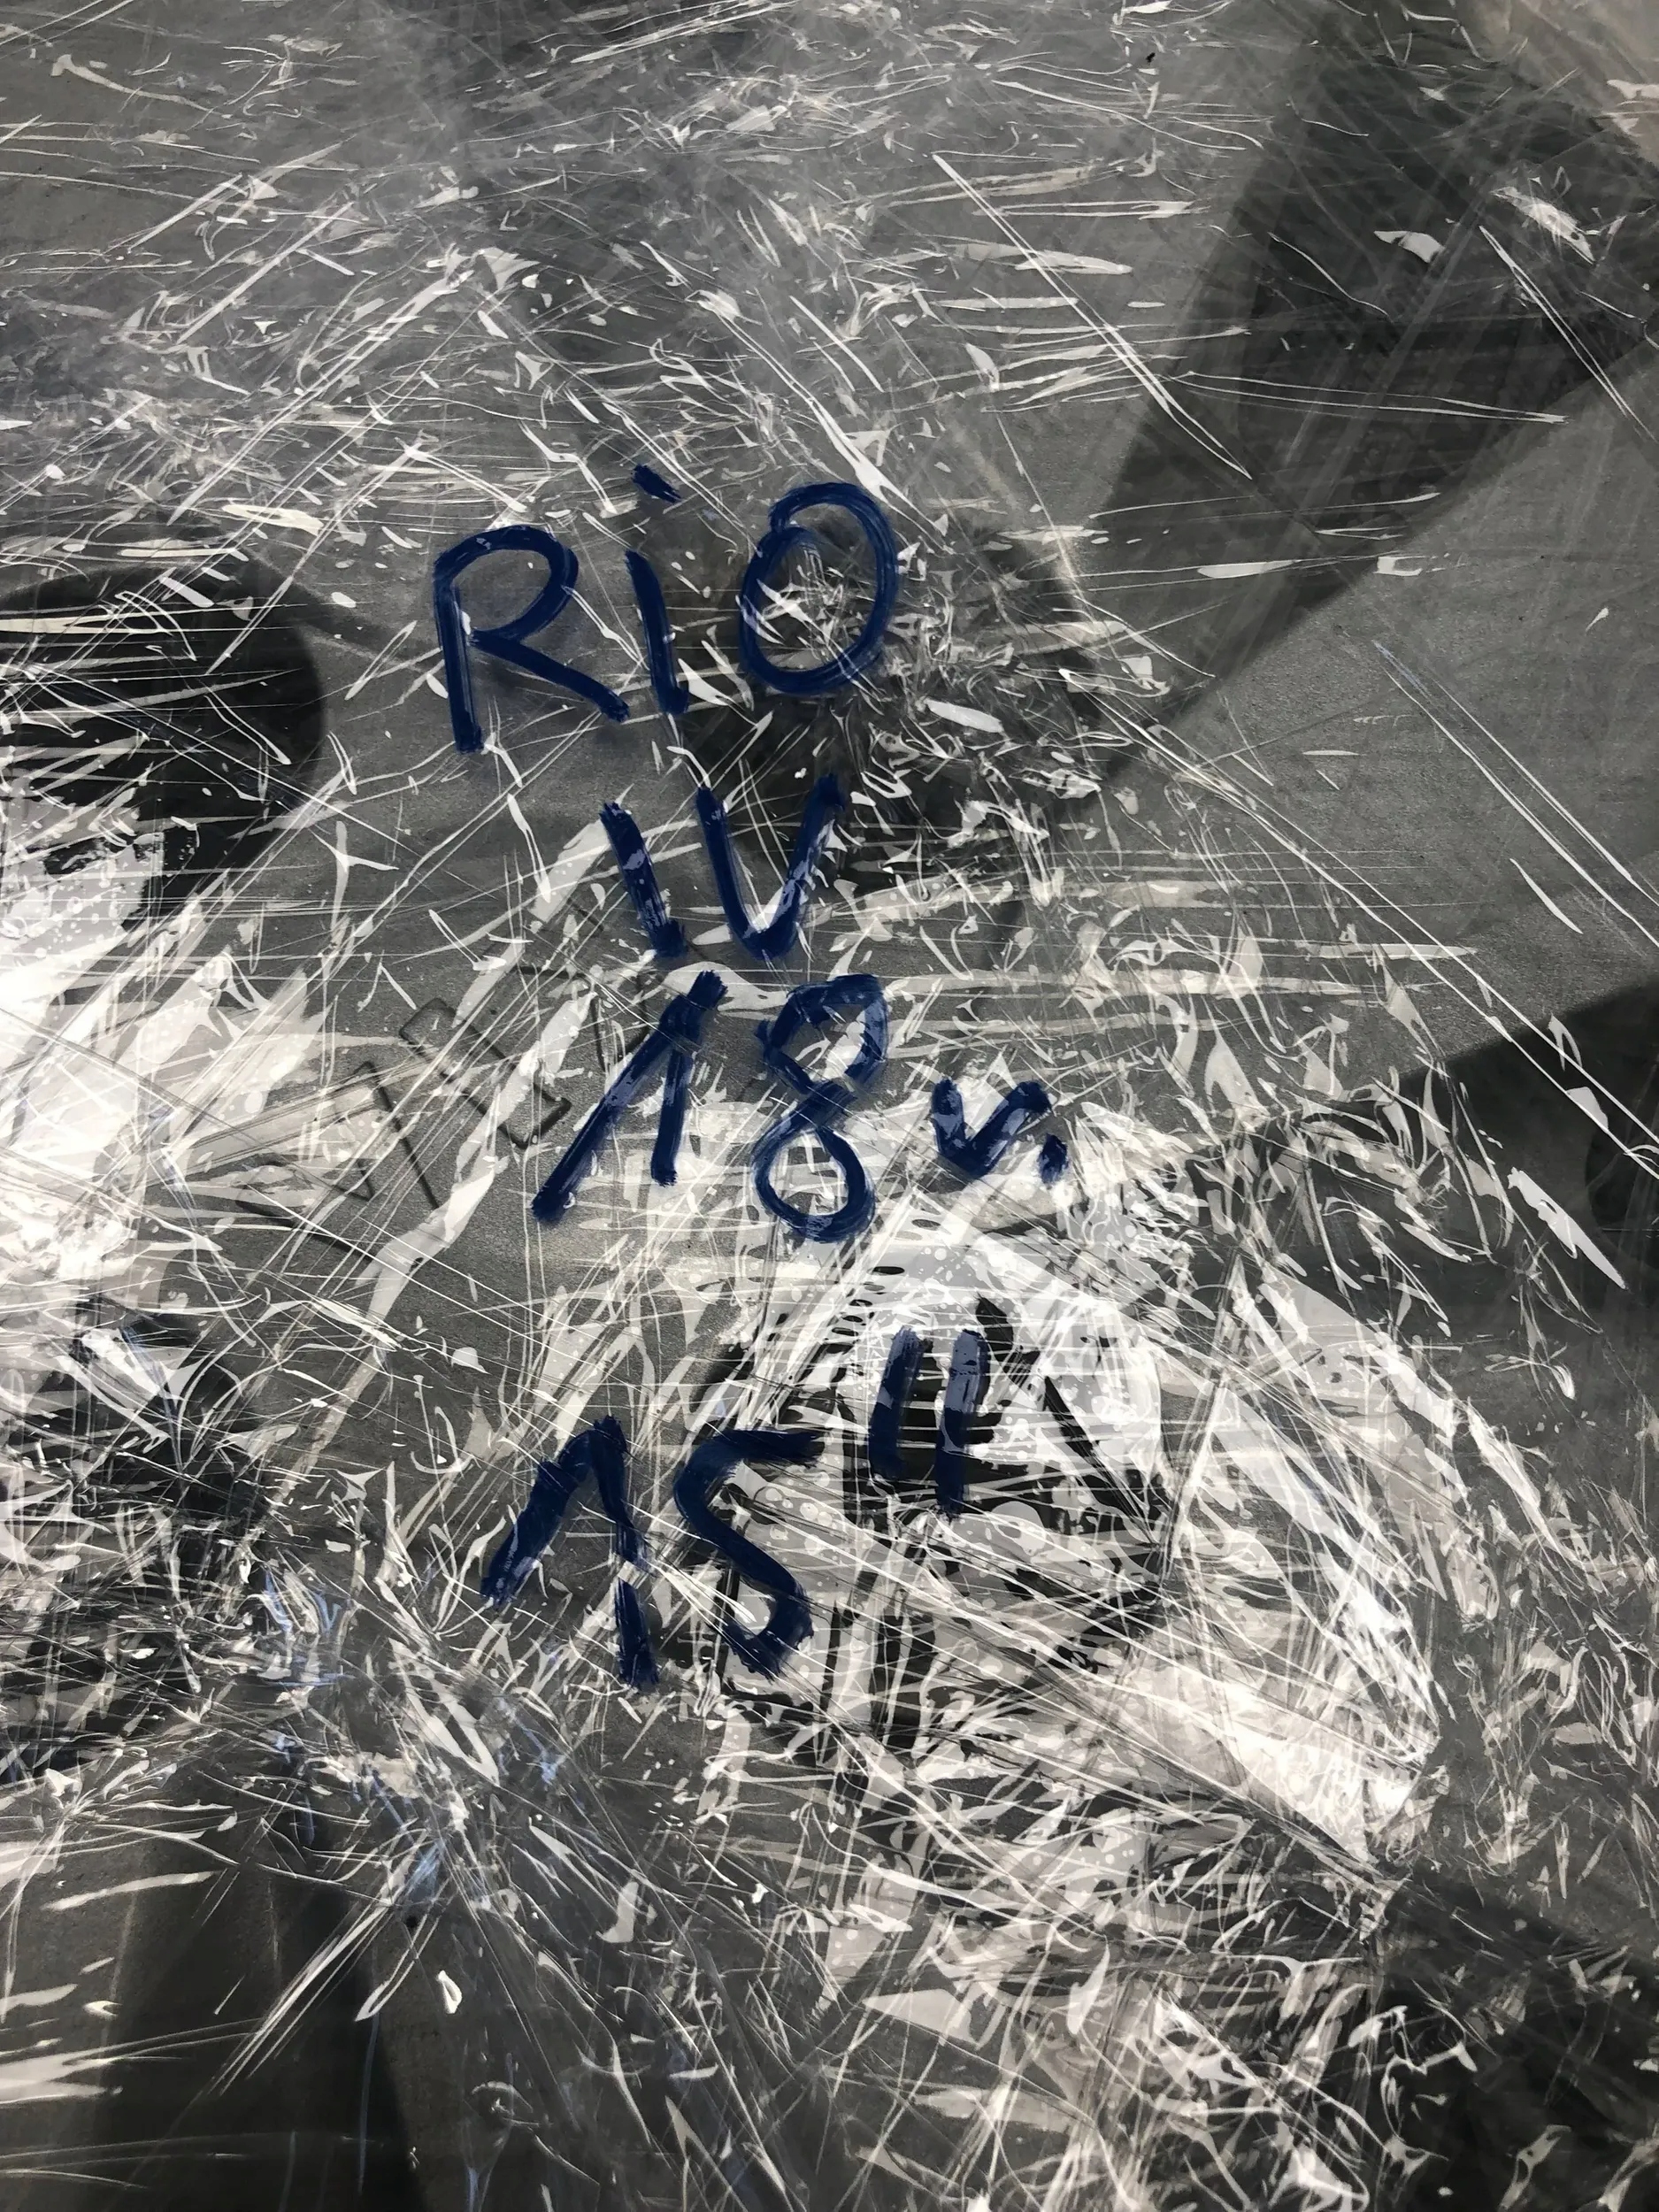 RiO
IV
18 г.
15"